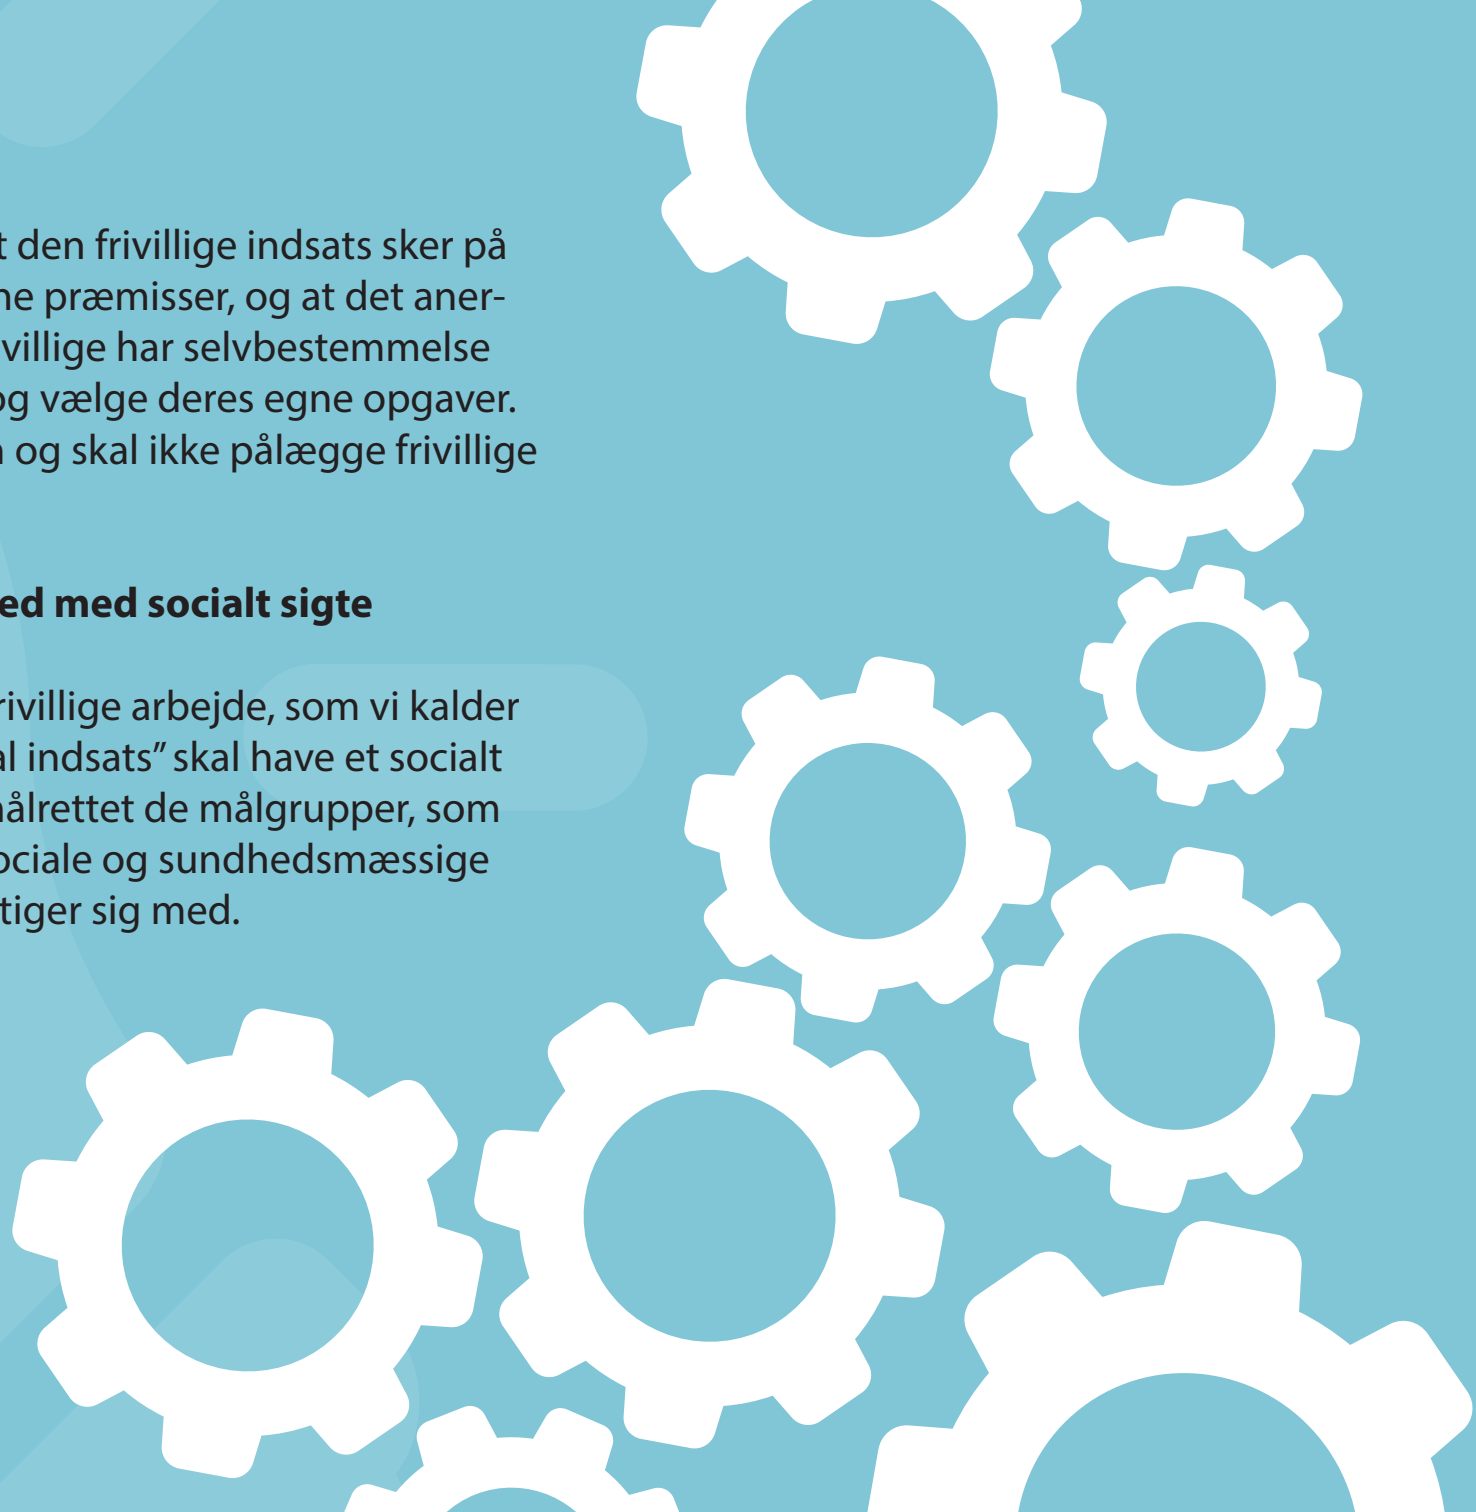 t den frivillige indsats sker på
ne præmisser, og at det aner-
villige har selvbestemmelse
og vælge deres egne opgaver.
n og skal ikke pålægge frivillige
ed med socialt sigte
rivillige arbejde, som vi kalder
al indsats” skal have et socialt
målrettet de målgrupper, som
ociale og sundhedsmæssige
tiger sig med.